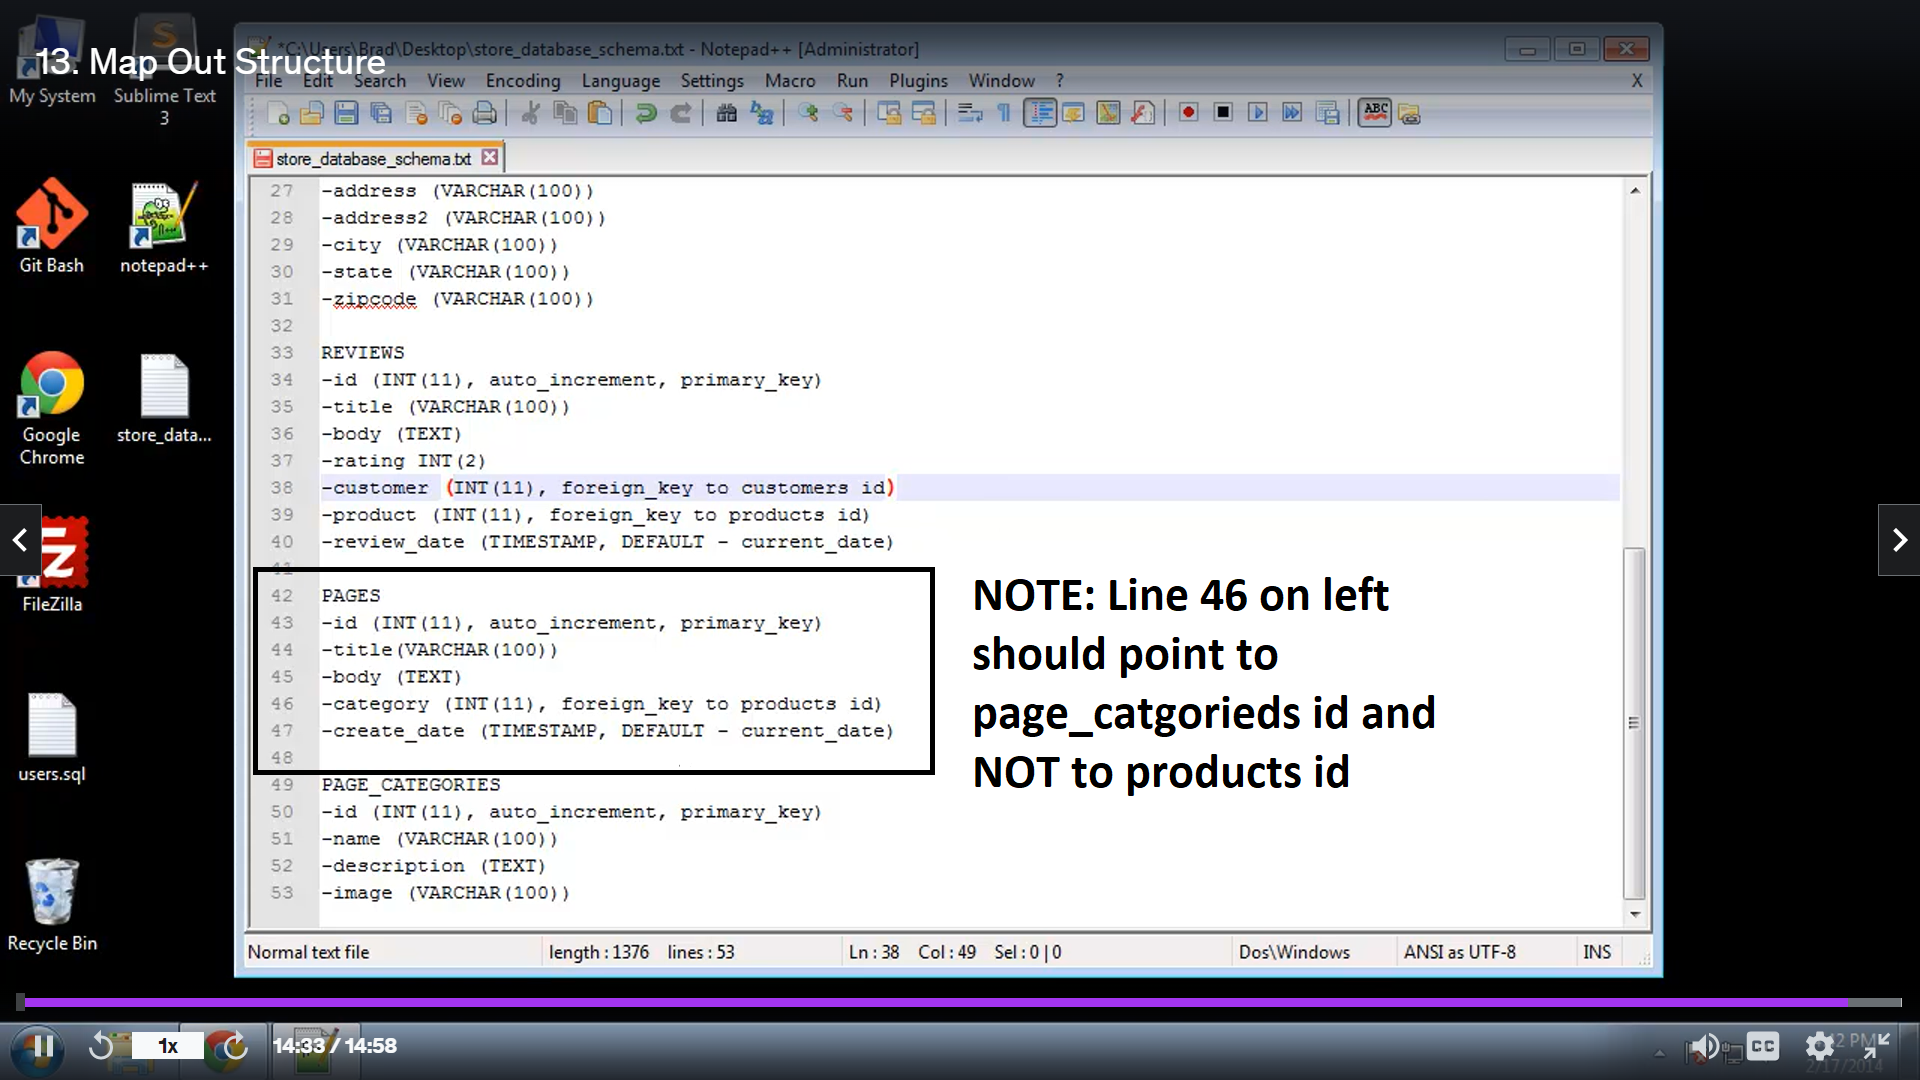 *C:\Users\Brad\Desktop\store_database_schema.txt - Notepad++ [Administrator]
13. Map Out Structure
File Edit Search View Encoding Language Settings Macro Run Plugins Window ? X
My System
Sublime Text 3
ABC
store_database_schema.txt
Git Bash
notepad++
Google Chrome
store_data...
FileZilla
users.sql
Recycle Bin
27 -address (VARCHAR(100))
28 -address2 (VARCHAR(100))
29 -city (VARCHAR(100))
30 -state (VARCHAR(100))
31 -zipcode (VARCHAR(100))
32
33 REVIEWS
34 -id (INT(11), auto_increment, primary_key)
35 -title (VARCHAR(100))
36 -body (TEXT)
37 -rating INT(2)
38 -customer (INT(11), foreign_key to customers id)
39 -product (INT(11), foreign_key to products id)
40 -review_date (TIMESTAMP, DEFAULT - current_date)
41
42 PAGES
43 -id (INT(11), auto_increment, primary_key)
44 -title(VARCHAR(100))
45 -body (TEXT)
46 -category (INT(11), foreign_key to products id)
47 -create_date (TIMESTAMP, DEFAULT - current_date)
48
49 PAGE_CATEGORIES
50 -id (INT(11), auto_increment, primary_key)
51 -name (VARCHAR(100))
52 -description (TEXT)
53 -image (VARCHAR(100))
NOTE: Line 46 on left
should point to
page_catgorieds id and
NOT to products id
Normal text file length : 1376 lines : 53 Ln : 38 Col : 49 Sel : 0 | 0 Dos\Windows ANSI as UTF-8 INS
1x
14:33 / 14:58
CC
2 PM
2/17/2014